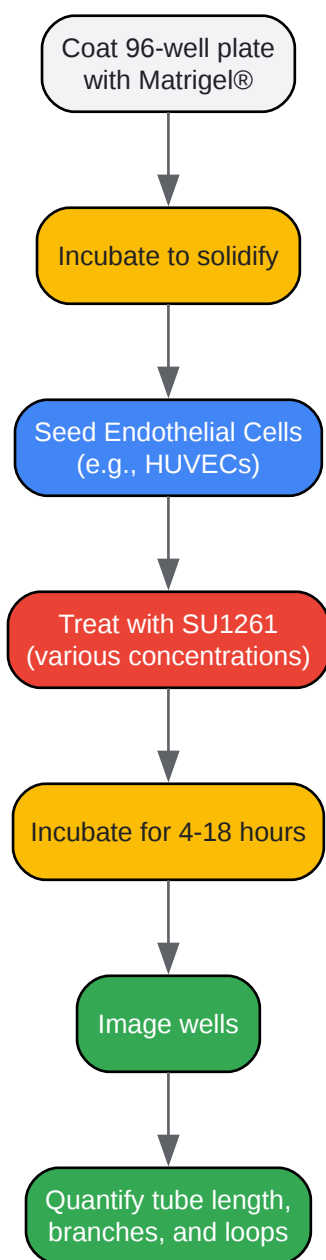 Coat 96-well plate
with Matrigel®
Incubate to solidify
Seed Endothelial Cells
(e.g., HUVECs)
Treat with SU1261
(various concentrations)
Incubate for 4-18 hours
Image wells
Quantify tube length,
branches, and loops